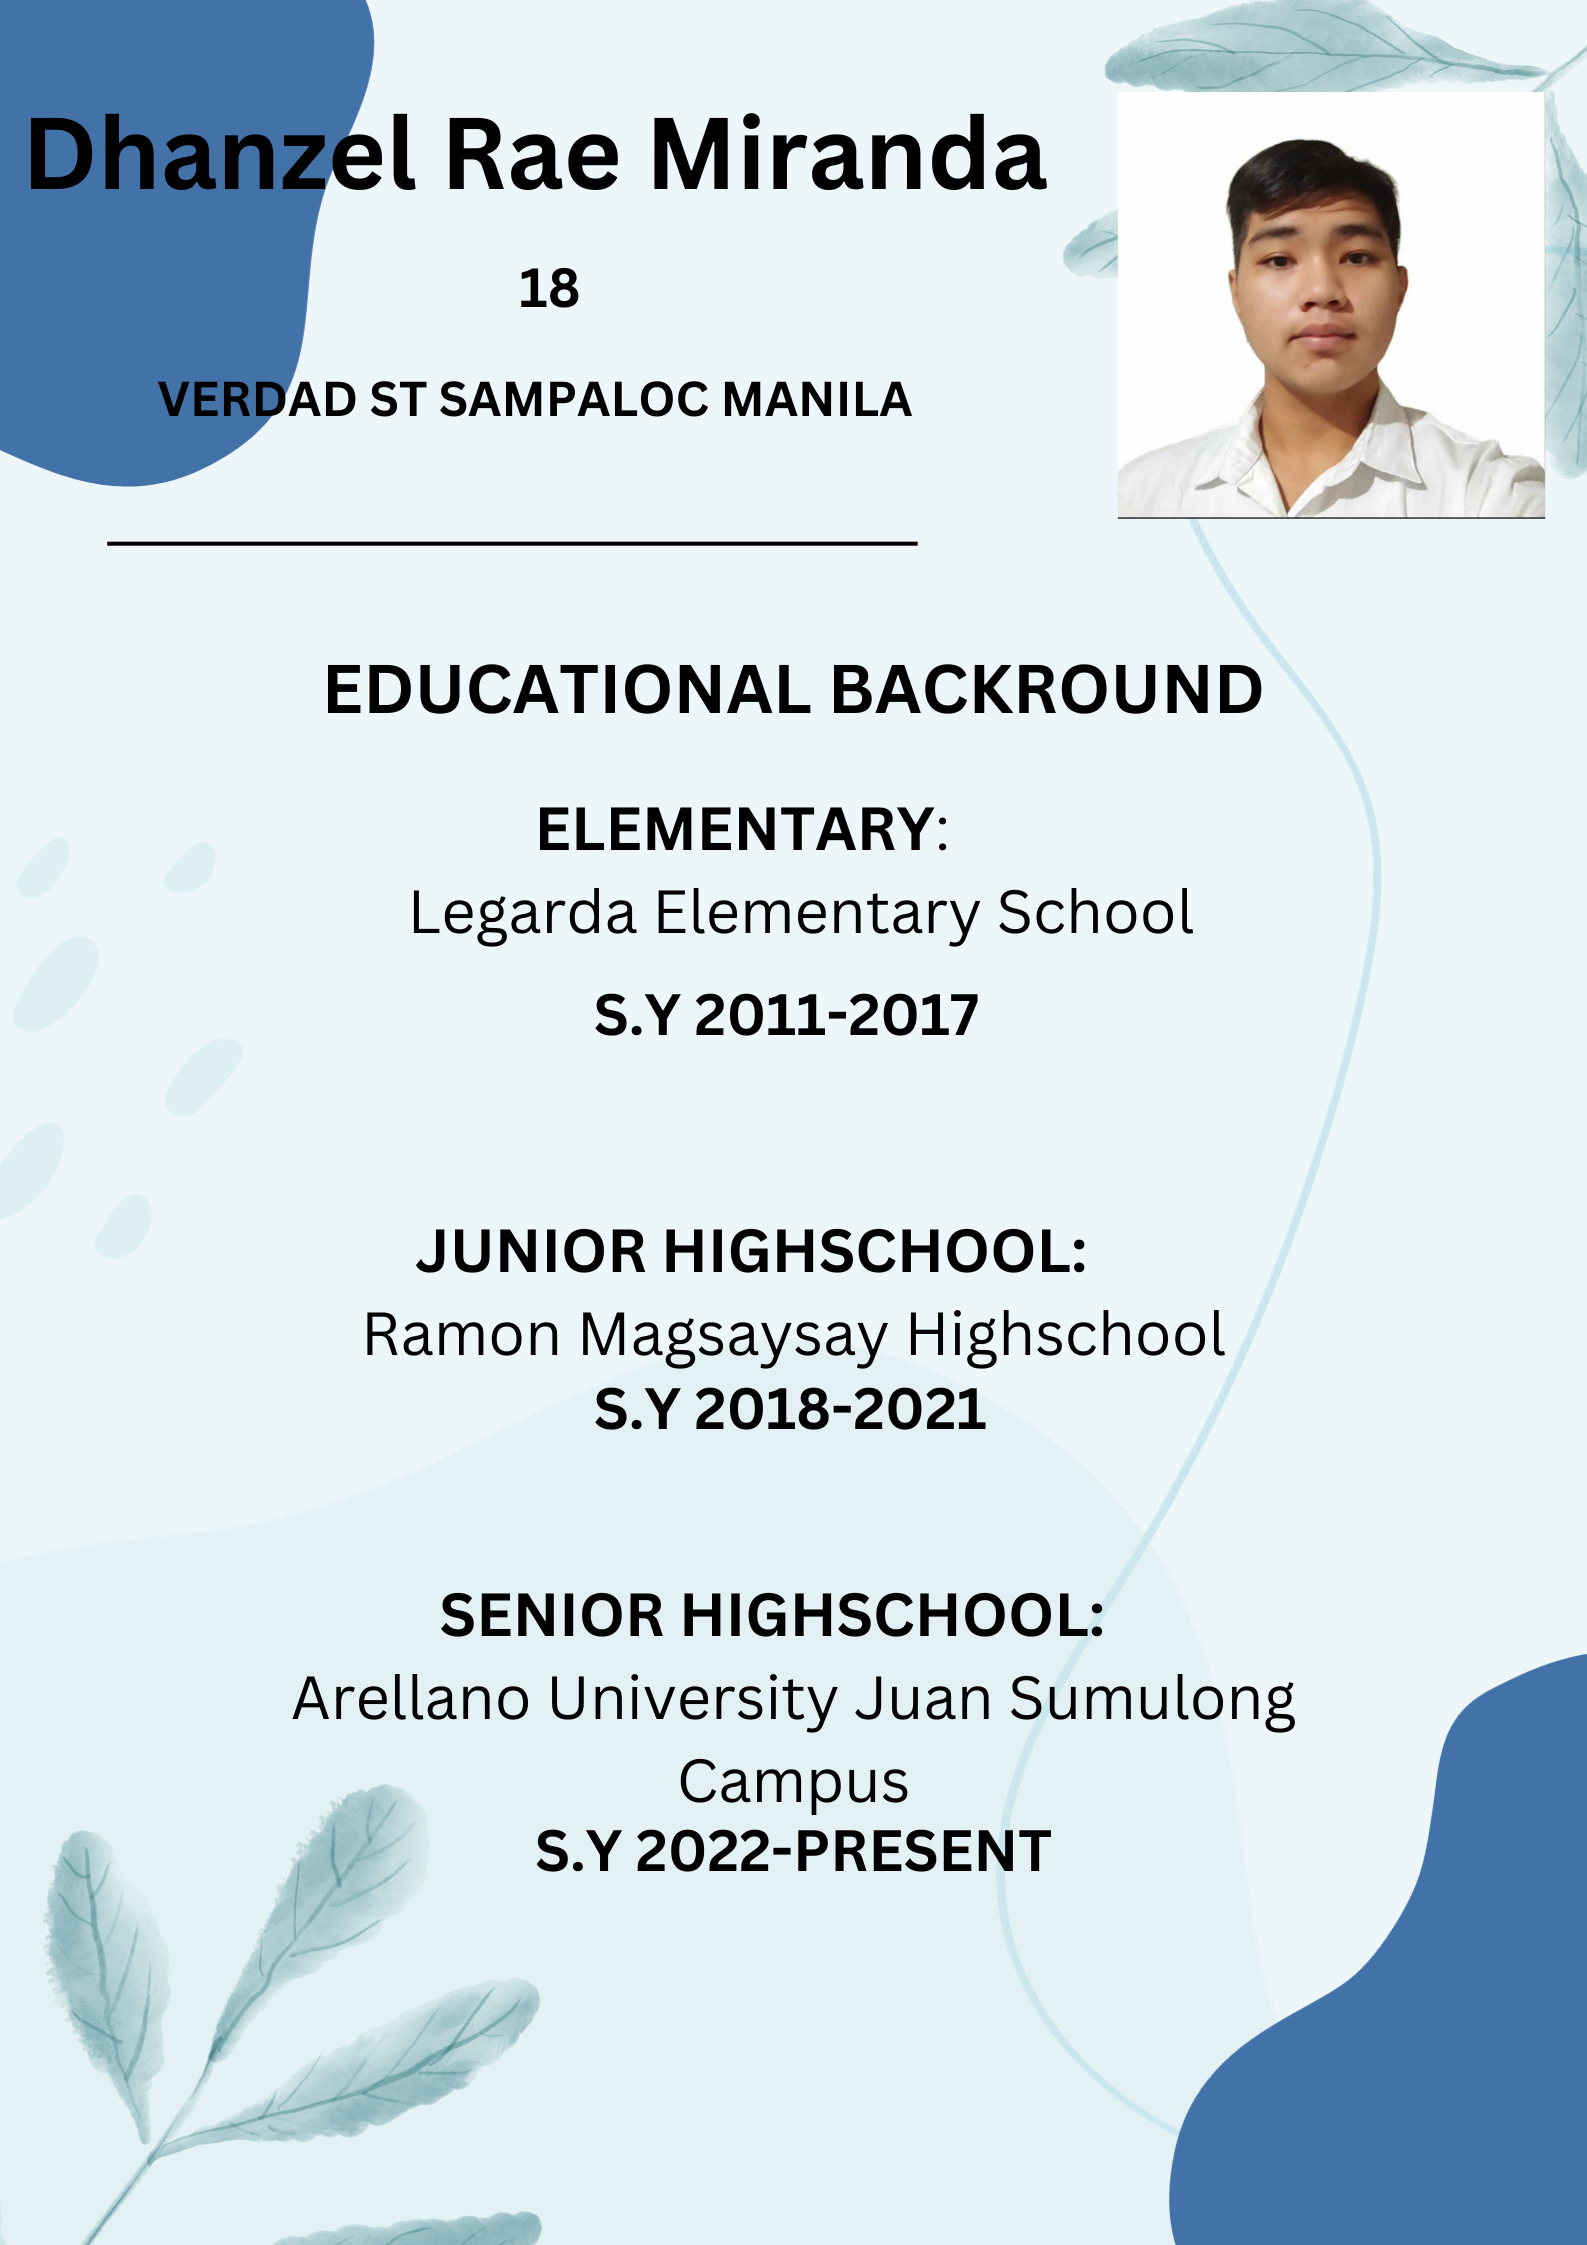 Dhanzel Rae Miranda
18
VERDAD ST SAMPALOC MANILA
EDUCATIONAL BACKROUND
ELEMENTARY:
Legarda Elementary School
S.Y 2011-2017
JUNIOR HIGHSCHOOL:
Ramon Magsaysay Highschool
S.Y 2018-2021
SENIOR HIGHSCHOOL:
Arellano University Juan Sumulong
Campus
S.Y 2022-PRESENT